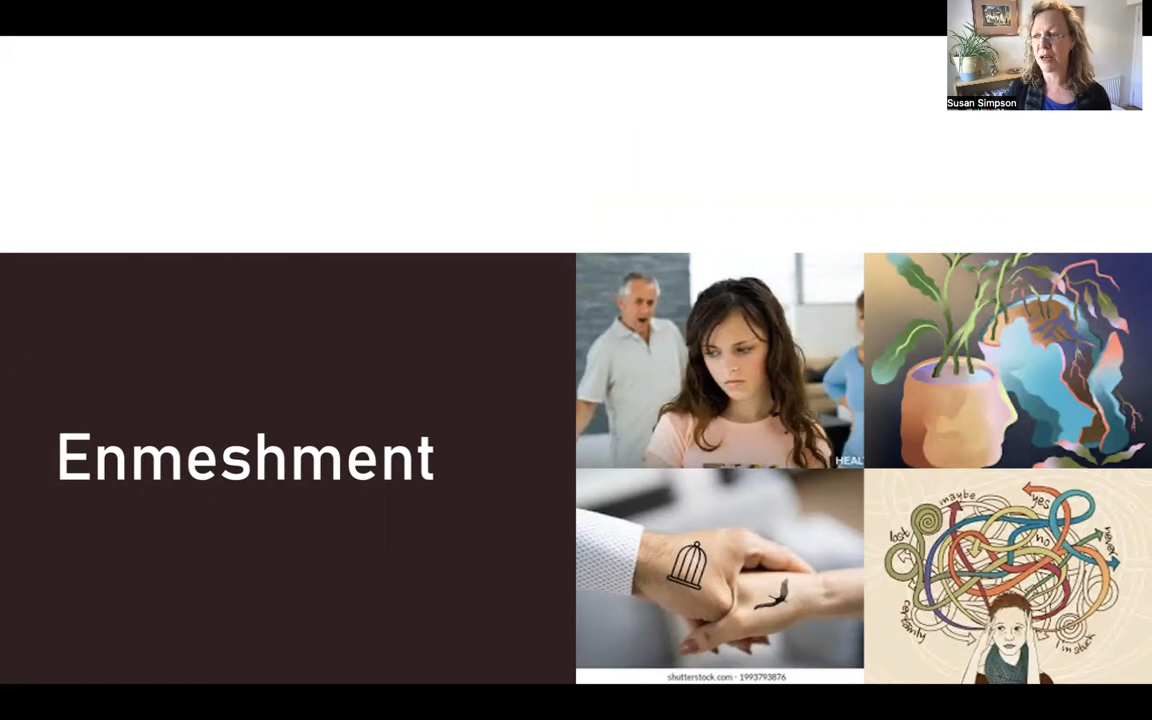 Susan Simpson
Enmeshment
HEAL
shutterstock.com · 1993793876
maybe
yes
lost
no
never
certainly
i'm stuck